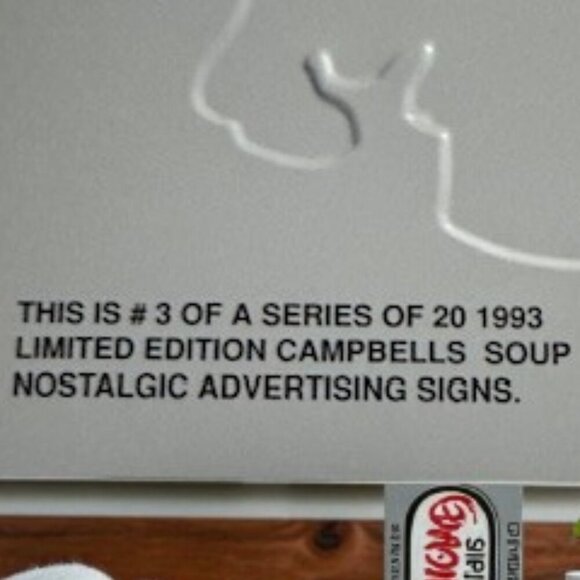 THIS IS # 3 OF A SERIES OF 20 1993
LIMITED EDITION CAMPBELLS SOUP
NOSTALGIC ADVERTISING SIGNS.